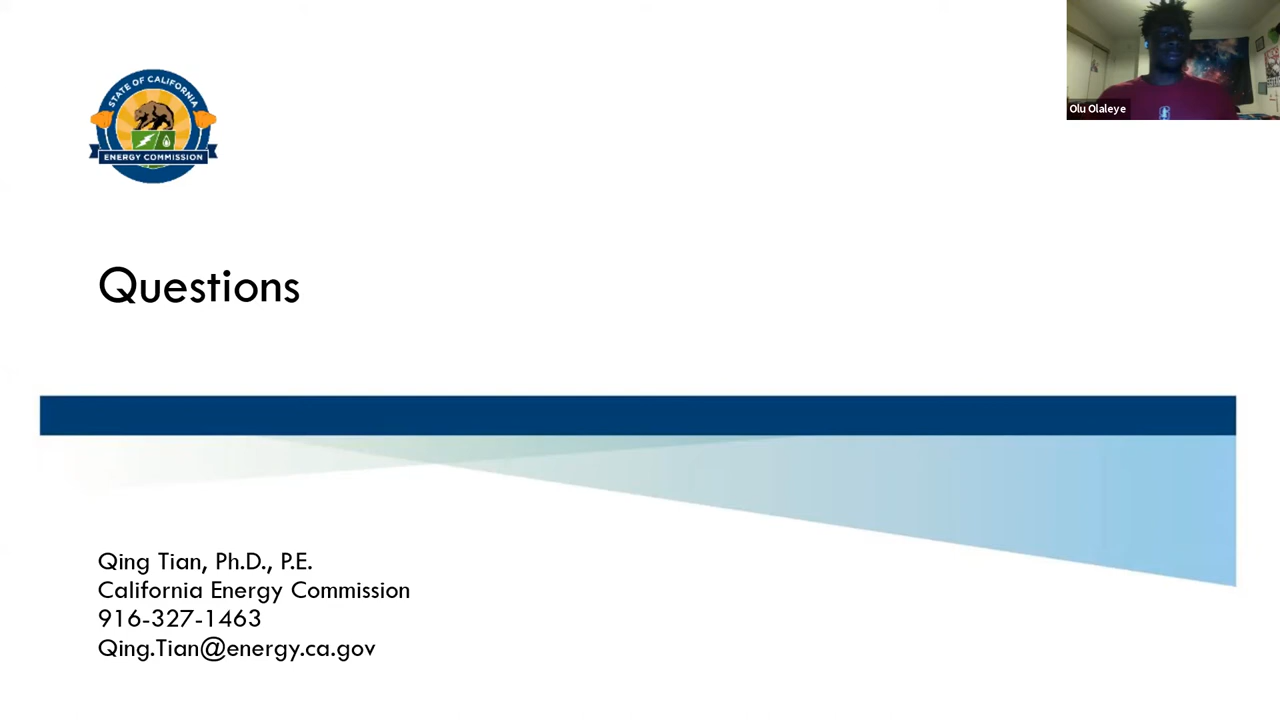 STATE OF CALIFORNIA
ENERGY COMMISSION
Olu Olaleye
Questions
Qing Tian, Ph.D., P.E.
California Energy Commission
916-327-1463
Qing.Tian@energy.ca.gov